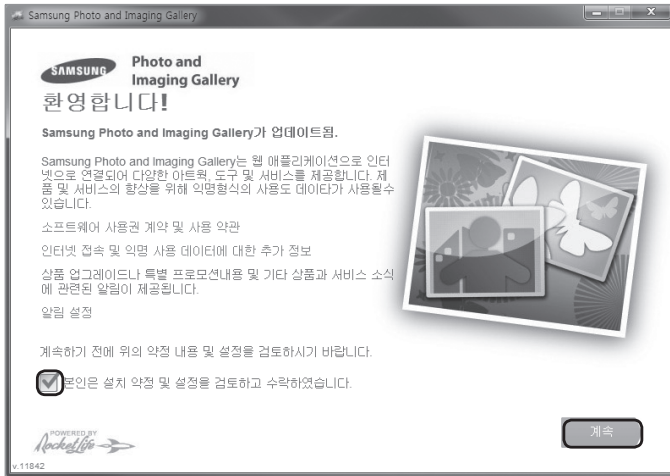 Samsung Photo and Imaging Gallery
SAMSUNG
Photo and
Imaging Gallery
환영합니다!
Samsung Photo and Imaging Gallery가 업데이트됨.
Samsung Photo and Imaging Gallery는 웹 애플리케이션으로 인터
넷으로 연결되어 다양한 아트웍, 도구 및 서비스를 제공합니다. 제
품 및 서비스의 향상을 위해 익명형식의 사용도 데이타가 사용될수
있습니다.
소프트웨어 사용권 계약 및 사용 약관
인터넷 접속 및 익명 사용 데이터에 대한 추가 정보
상품 업그레이드나 특별 프로모션내용 및 기타 상품과 서비스 소식
에 관련된 알림이 제공됩니다.
알림 설정
계속하기 전에 위의 약정 내용 및 설정을 검토하시기 바랍니다.
본인은 설치 약정 및 설정을 검토하고 수락하였습니다.
POWERED BY
RocketLife
계속
v.11842